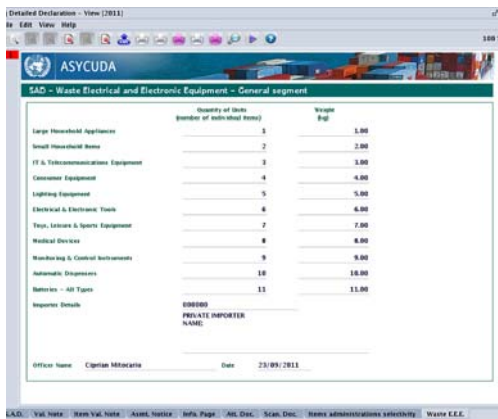 Detailed Declaration - View [2011]
le Edit View Help
100
ASYCUDA
SAD - Waste Electrical and Electronic Equipment - General segment
Quantity of Units Weight
(number of individual items) (kg)
Large Household Appliances 1 1.00
Small Household Items 2 2.00
IT & Telecommunications Equipment 3 3.00
Consumer Equipment 4 4.00
Lighting Equipment 5 5.00
Electrical & Electronic Tools 6 6.00
Toys, Leisure & Sports Equipment 7 7.00
Medical Devices 8 8.00
Monitoring & Control Instruments 9 9.00
Automatic Dispensers 10 10.00
Batteries - All Types 11 11.00
Importer Details 000000
PRIVATE IMPORTER
NAME:
Officer Name Ciprian Mitocariu Date 23/09/2011
S.A.D. Val. Note Item Val. Note Asmt. Notice Info. Page Att. Doc. Scan. Doc. Items administrations selectivity Waste E.E.E.